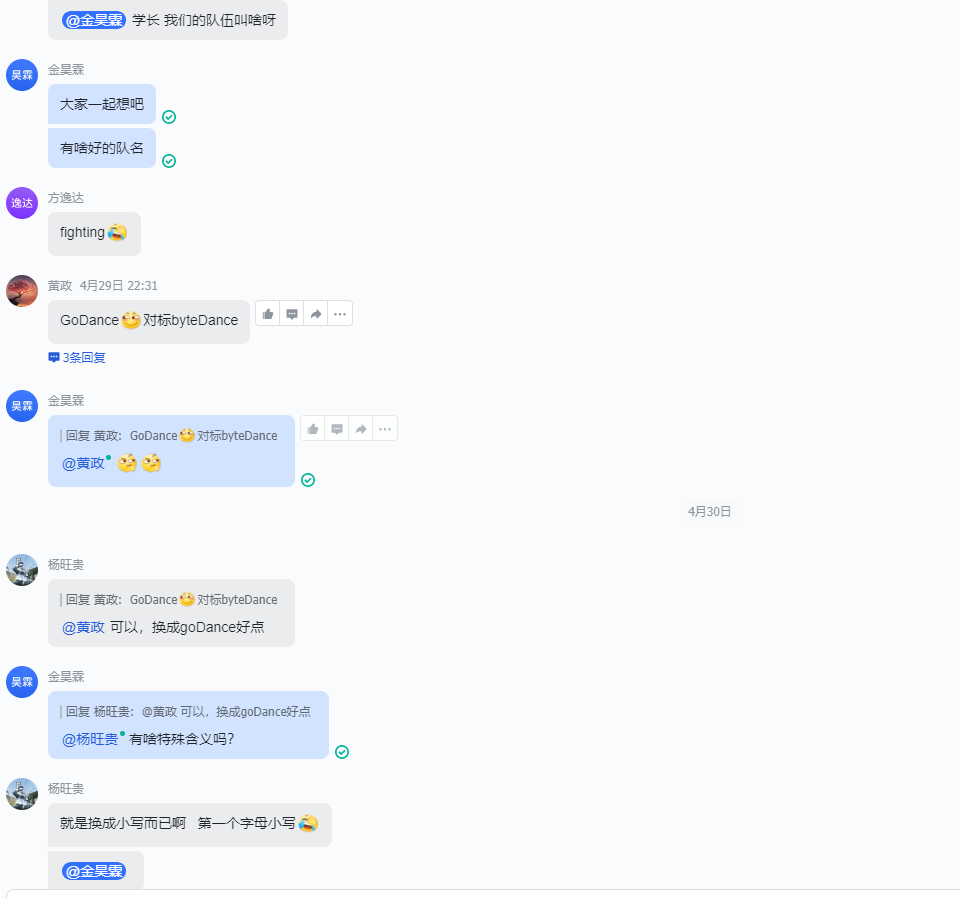 @金昊霖 学长 我们的队伍叫啥呀
昊霖
金昊霖
大家一起想吧
有啥好的队名
逸达
方逸达
fighting
黄政 4月29日 22:31
GoDance 对标byteDance
3条回复
昊霖
金昊霖
回复 黄政: GoDance 对标byteDance
@黄政
4月30日
杨旺贵
回复 黄政: GoDance 对标byteDance
@黄政 可以，换成goDance好点
昊霖
金昊霖
回复 杨旺贵: @黄政 可以，换成goDance好点
@杨旺贵 有啥特殊含义吗?
杨旺贵
就是换成小写而已啊 第一个字母小写
@金昊霖